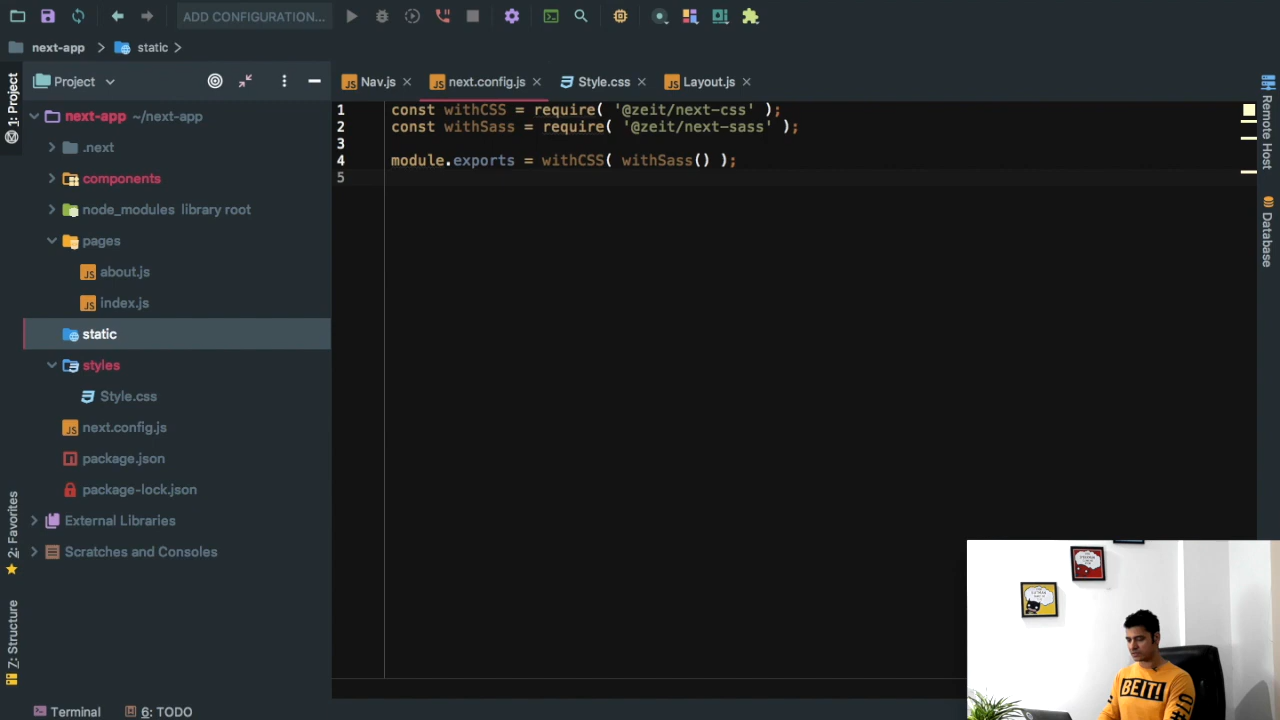 ADD CONFIGURATION...
next-app
static
1: Project
Project
Nav.js
next.config.js
Style.css
Layout.js
next-app ~/next-app
.next
components
node_modules library root
pages
about.js
index.js
static
styles
Style.css
next.config.js
package.json
package-lock.json
External Libraries
Scratches and Consoles
1 const withCSS = require( '@zeit/next-css' );
2 const withSass = require( '@zeit/next-sass' );
3
4 module.exports = withCSS( withSass() );
5
Remote Host
Database
2: Favorites
7: Structure
Terminal
6: TODO
BE IT!